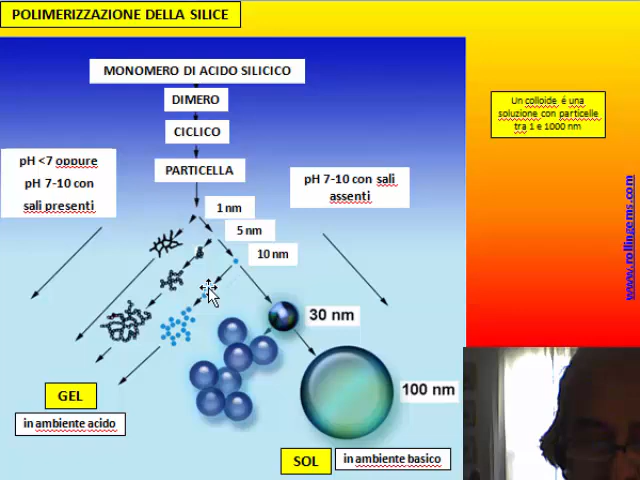 POLIMERIZZAZIONE DELLA SILICE
MONOMERO DI ACIDO SILICICO
DIMERO
CICLICO
PARTICELLA
pH <7 oppure
pH 7-10 con
sali presenti
pH 7-10 con sali
assenti
1 nm
5 nm
10 nm
30 nm
100 nm
GEL
in ambiente acido
SOL
in ambiente basico
Un colloide é una
soluzione con particelle
tra 1 e 1000 nm
www.rollingems.com